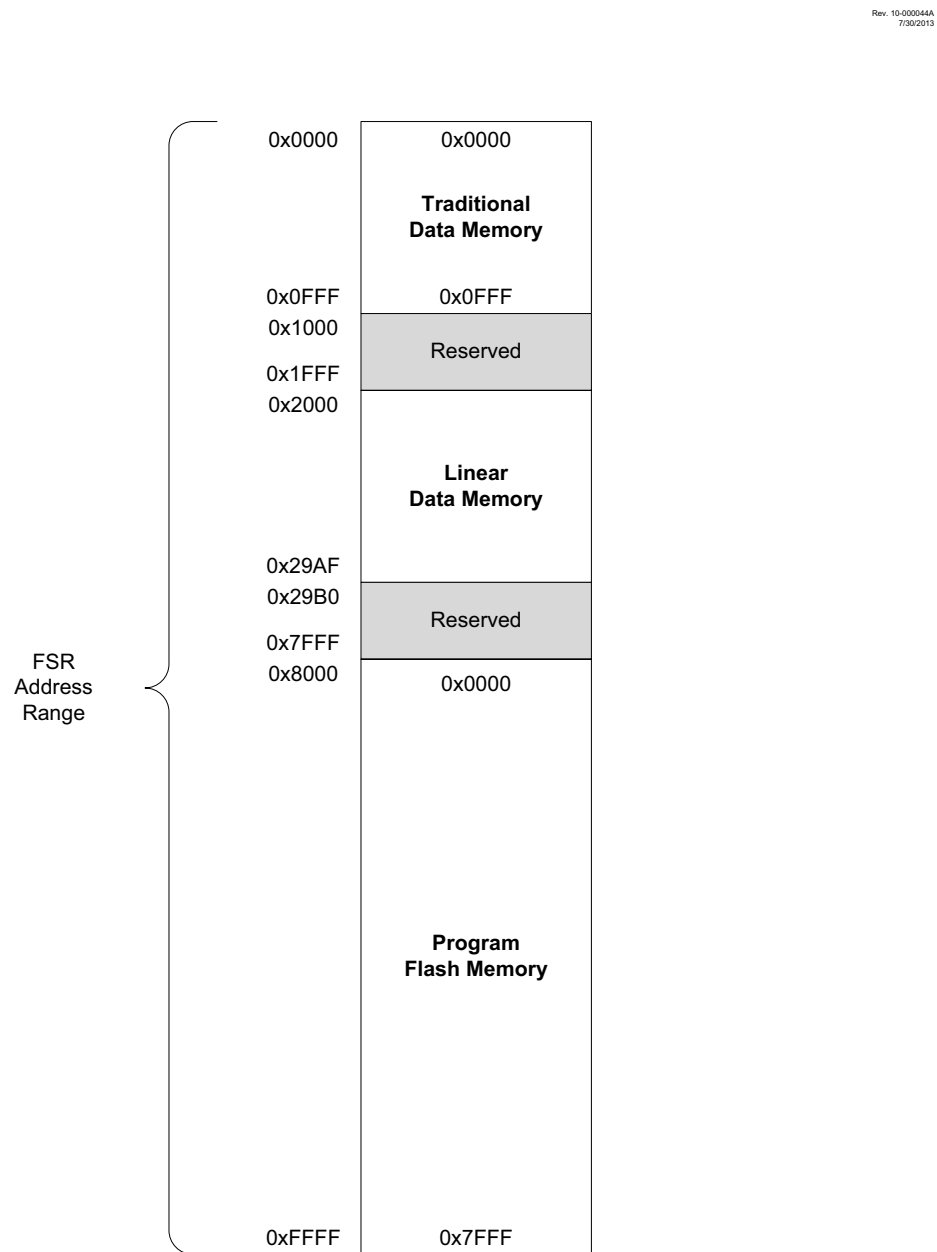 Rev. 10-000044A
7/30/2013
0x0000 0x0000
Traditional
Data Memory
0x0FFF 0x0FFF
0x1000
Reserved
0x1FFF
0x2000
Linear
Data Memory
0x29AF
0x29B0
Reserved
0x7FFF
0x8000 0x0000
FSR
Address
Range
Program
Flash Memory
0xFFFF 0x7FFF